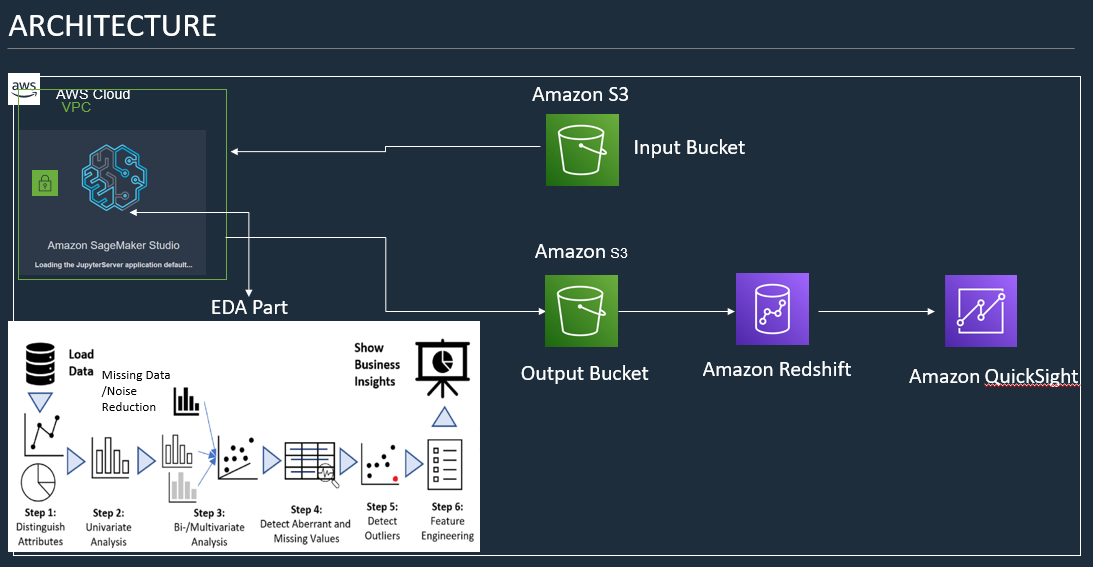 ARCHITECTURE
aws
AWS Cloud
VPC
Amazon SageMaker Studio
Loading the JupyterServer application default...
Amazon S3
Input Bucket
Amazon S3
Output Bucket
Amazon Redshift
Amazon QuickSight
EDA Part
Load
Data
Missing Data
/Noise
Reduction
Show
Business
Insights
Step 1:
Distinguish
Attributes
Step 2:
Univariate
Analysis
Step 3:
Bi-/Multivariate
Analysis
Step 4:
Detect Aberrant and
Missing Values
Step 5:
Detect
Outliers
Step 6:
Feature
Engineering